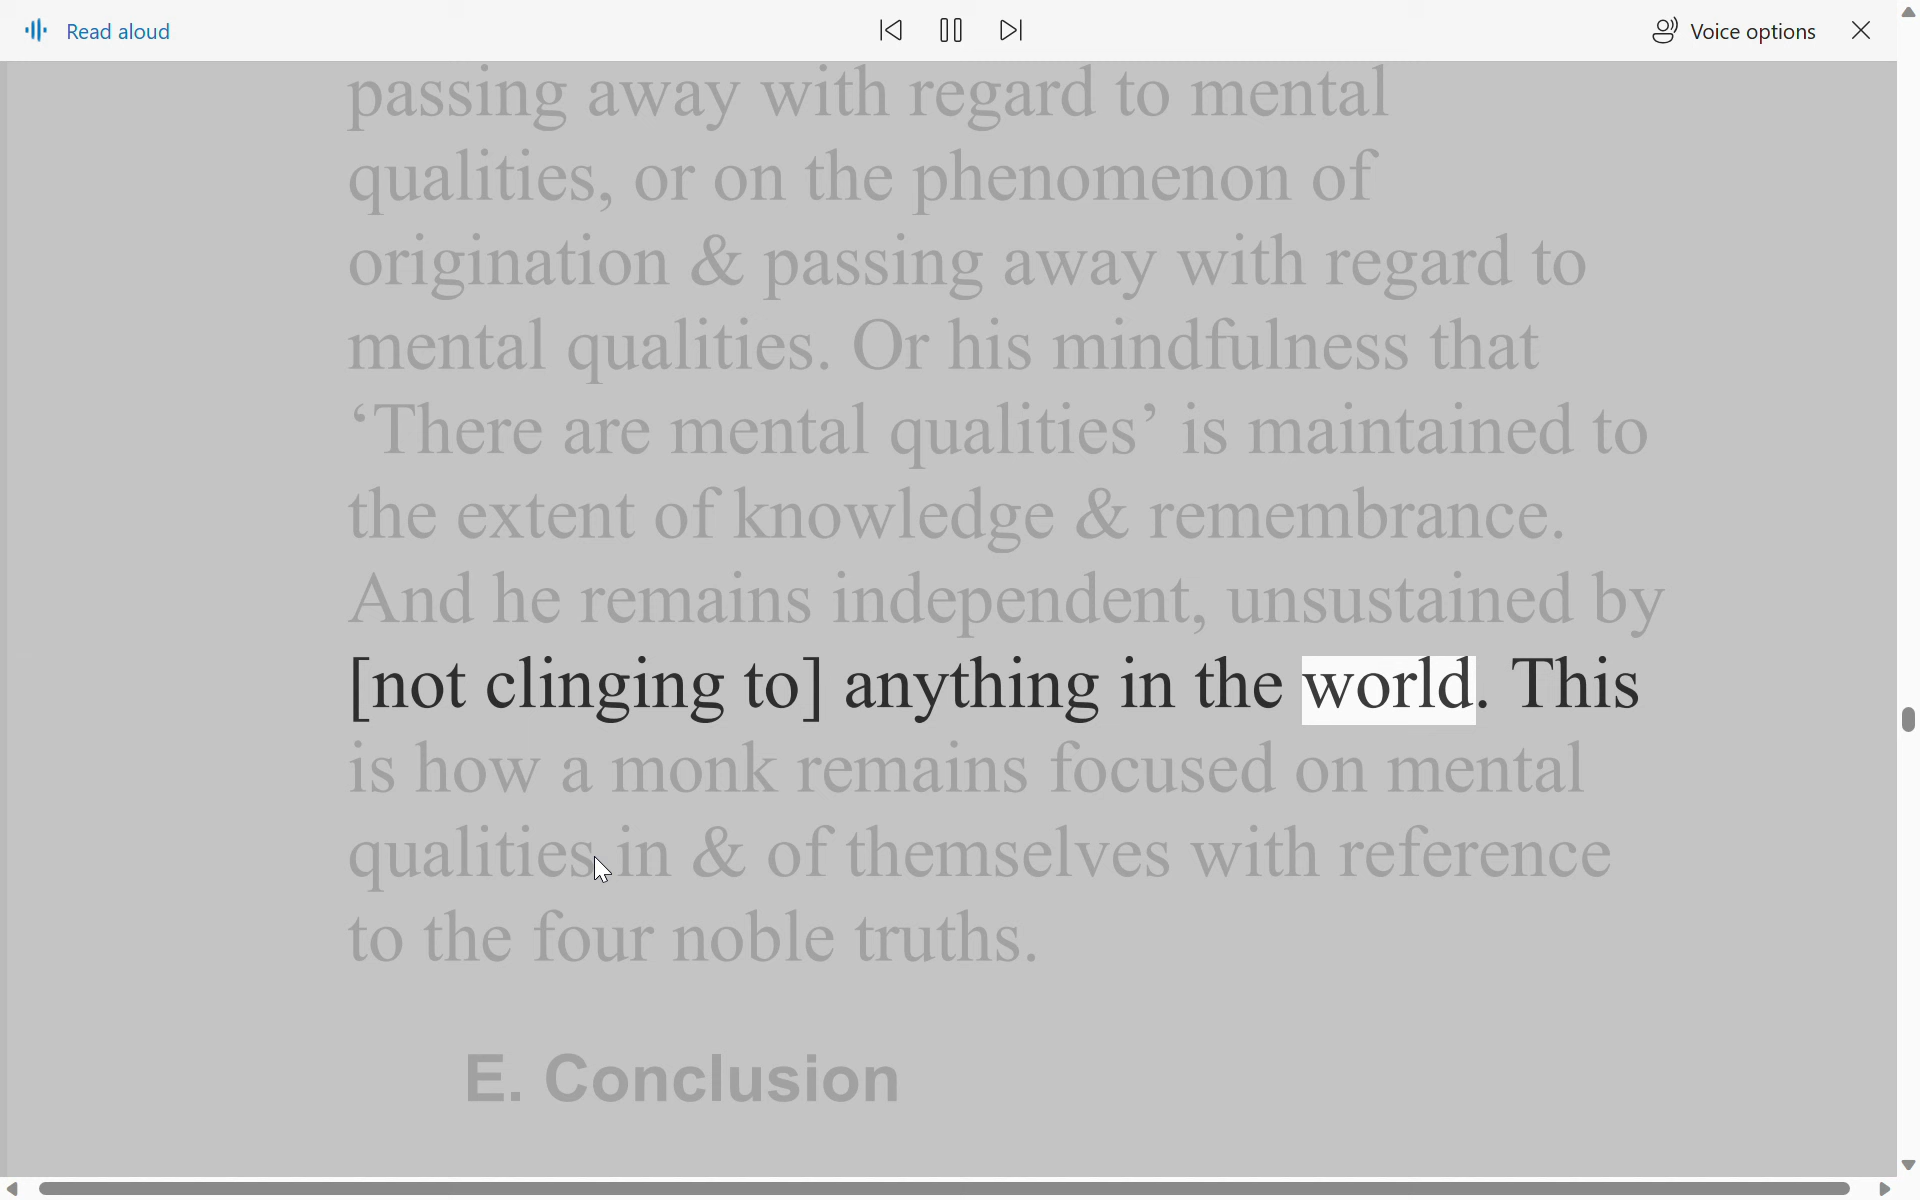 Read aloud
Voice options
passing away with regard to mental
qualities, or on the phenomenon of
origination & passing away with regard to
mental qualities. Or his mindfulness that
‘There are mental qualities’ is maintained to
the extent of knowledge & remembrance.
And he remains independent, unsustained by
[not clinging to] anything in the world. This
is how a monk remains focused on mental
qualities in & of themselves with reference
to the four noble truths.
E. Conclusion